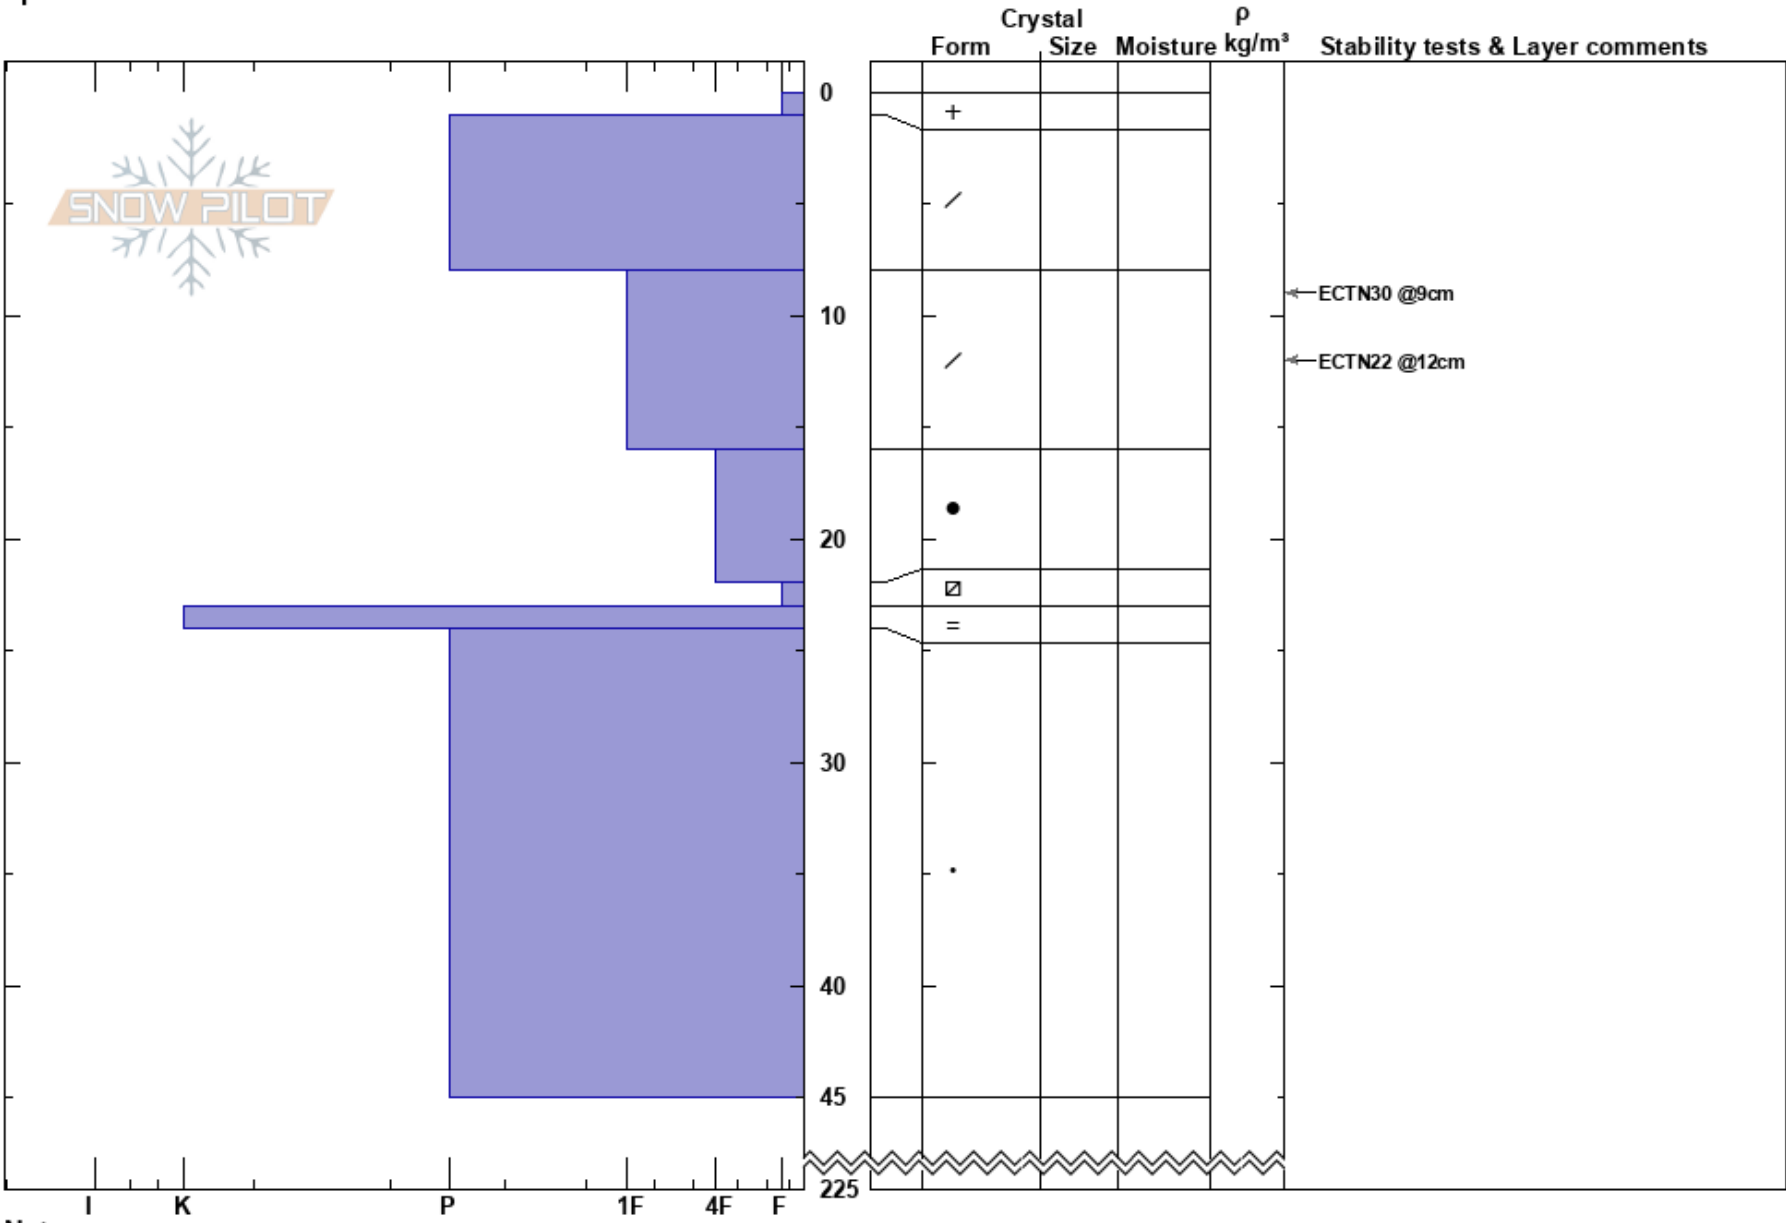 Crystal ρ
Form Size Moisture kg/m³ Stability tests & Layer comments
0
+
SNOW PILOT
/
ECTN30 @9cm
10
/
ECTN22 @12cm
●
20
=
30
•
40
45
225
I K P 1F 4F F